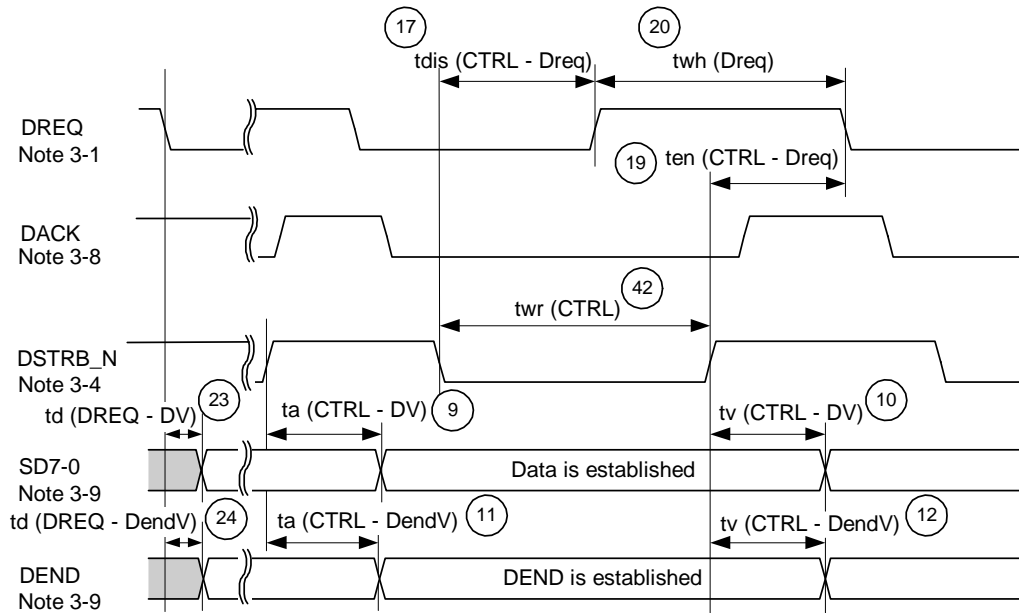 17
20
tdis (CTRL - Dreq)
twh (Dreq)
DREQ
Note 3-1
19
ten (CTRL - Dreq)
DACK
Note 3-8
42
twr (CTRL)
DSTRB_N
Note 3-4
td (DREQ - DV)
23
ta (CTRL - DV)
9
tv (CTRL - DV)
10
SD7-0
Note 3-9
Data is established
td (DREQ - DendV)
24
ta (CTRL - DendV)
11
tv (CTRL - DendV)
12
DEND
Note 3-9
DEND is established